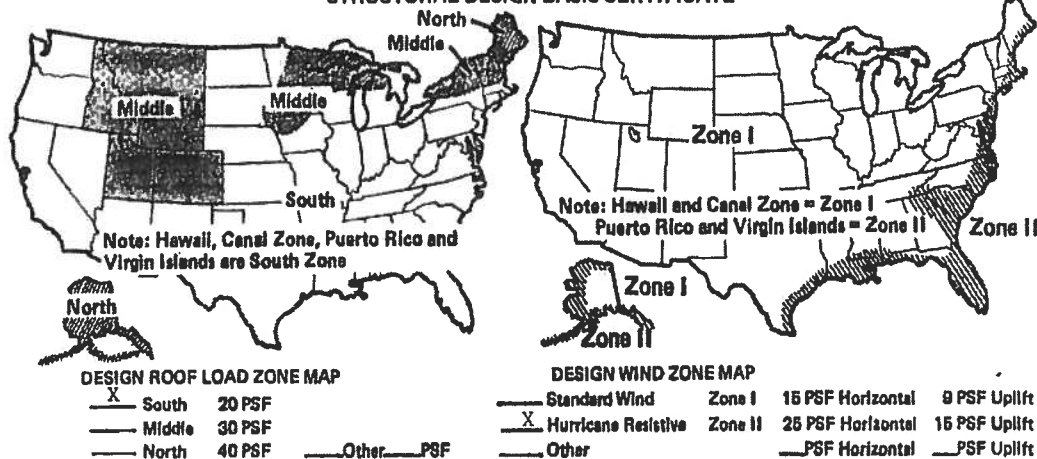 STRUCTURAL DESIGN BASIS CERTIFICATE
North
Middle
Middle
Middle
South
Note: Hawaii, Canal Zone, Puerto Rico and
Virgin Islands are South Zone
North
DESIGN ROOF LOAD ZONE MAP
X South 20 PSF
Middle 30 PSF
North 40 PSF Other PSF
Zone I
Note: Hawaii and Canal Zone = Zone I
Puerto Rico and Virgin Islands = Zone II
Zone II
Zone I
Zone II
DESIGN WIND ZONE MAP
Standard Wind Zone I 15 PSF Horizontal 9 PSF Uplift
X Hurricane Resistive Zone II 25 PSF Horizontal 15 PSF Uplift
Other PSF Horizontal PSF Uplift